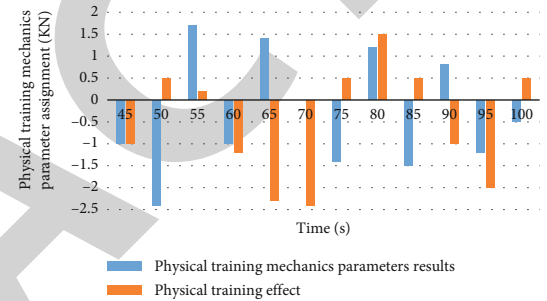 Physical training mechanics
parameter assignment (KN)
2
1.5
1
0.5
0
−0.5
−1
−1.5
−2
−2.5
45 50 55 60 65 70 75 80 85 90 95 100
Time (s)
Physical training mechanics parameters results
Physical training effect